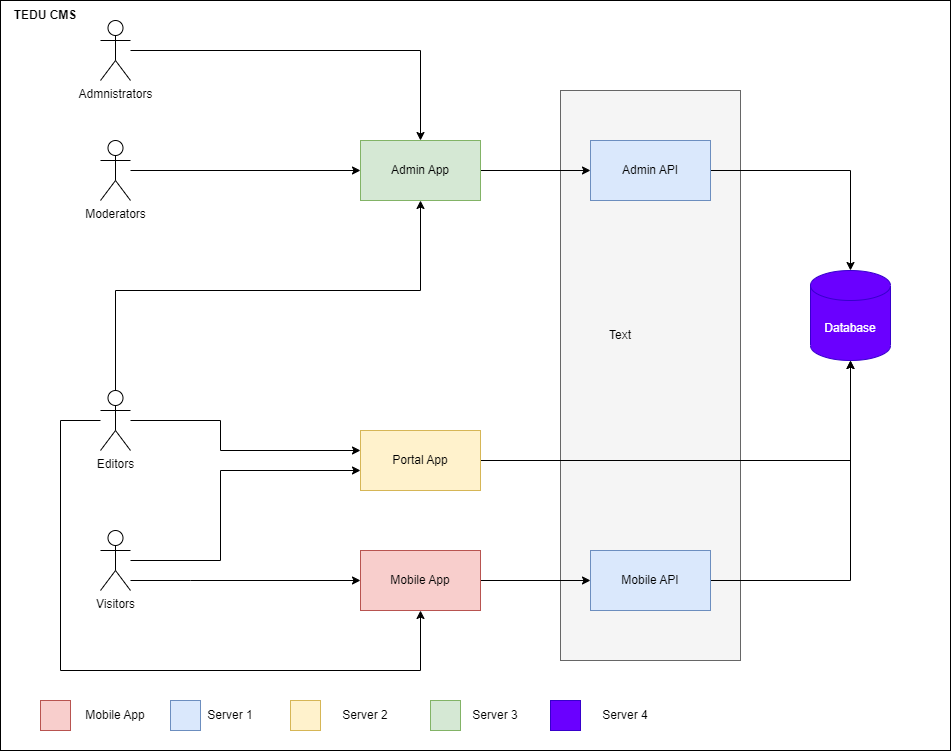 TEDU CMS
Admnistrators
Moderators
Admin App
Admin API
Text
Database
Editors
Portal App
Visitors
Mobile App
Mobile API
Mobile App
Server 1
Server 2
Server 3
Server 4